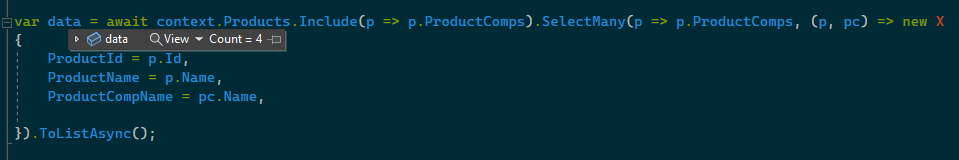 var data = await context.Products.Include(p => p.ProductComps).SelectMany(p => p.ProductComps, (p, pc) => new X
{
data View Count = 4
ProductId = p.Id,
ProductName = p.Name,
ProductCompName = pc.Name,
}).ToListAsync();